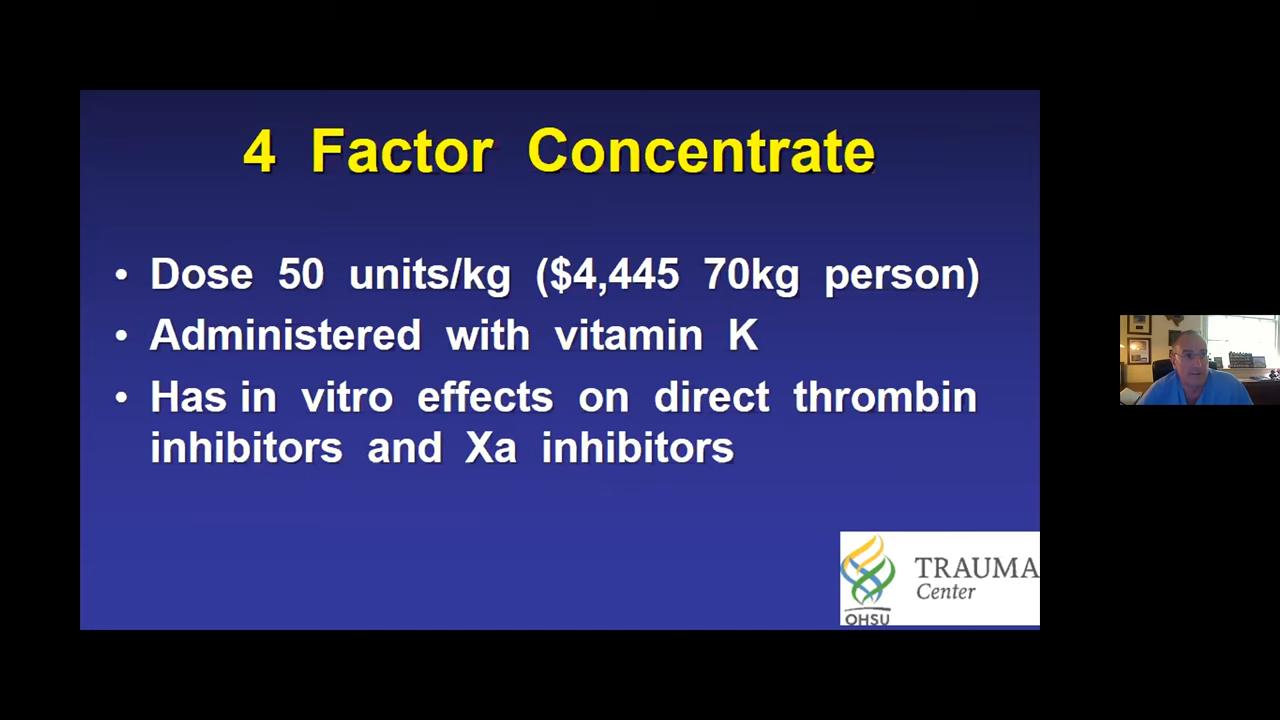 4 Factor Concentrate
• Dose 50 units/kg ($4,445 70kg person)
• Administered with vitamin K
• Has in vitro effects on direct thrombin
inhibitors and Xa inhibitors
TRAUMA
Center
OHSU